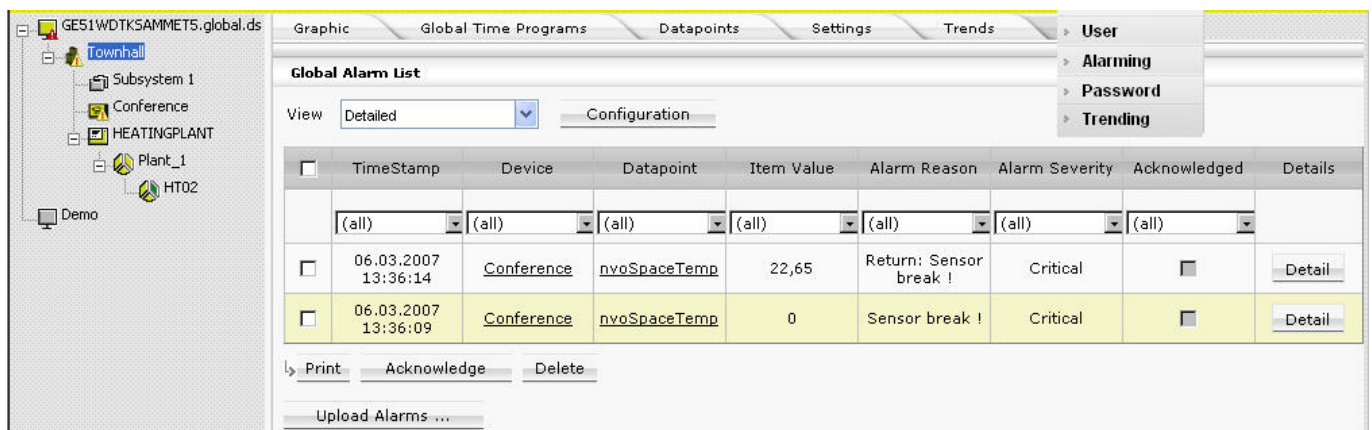 GE51WDTKSAMMET5.global.ds
Townhall
Subsystem 1
Conference
HEATINGPLANT
Plant_1
HT02
Demo
Graphic Global Time Programs Datapoints Settings Trends
User
Alarming
Password
Trending
Global Alarm List
View Detailed Configuration
TimeStamp Device Datapoint Item Value Alarm Reason Alarm Severity Acknowledged Details
(all) (all) (all) (all) (all) (all) (all)
06.03.2007
13:36:14 Conference nvoSpaceTemp 22,65 Return: Sensor
break ! Critical Detail
06.03.2007
13:36:09 Conference nvoSpaceTemp 0 Sensor break ! Critical Detail
Print Acknowledge Delete
Upload Alarms ...